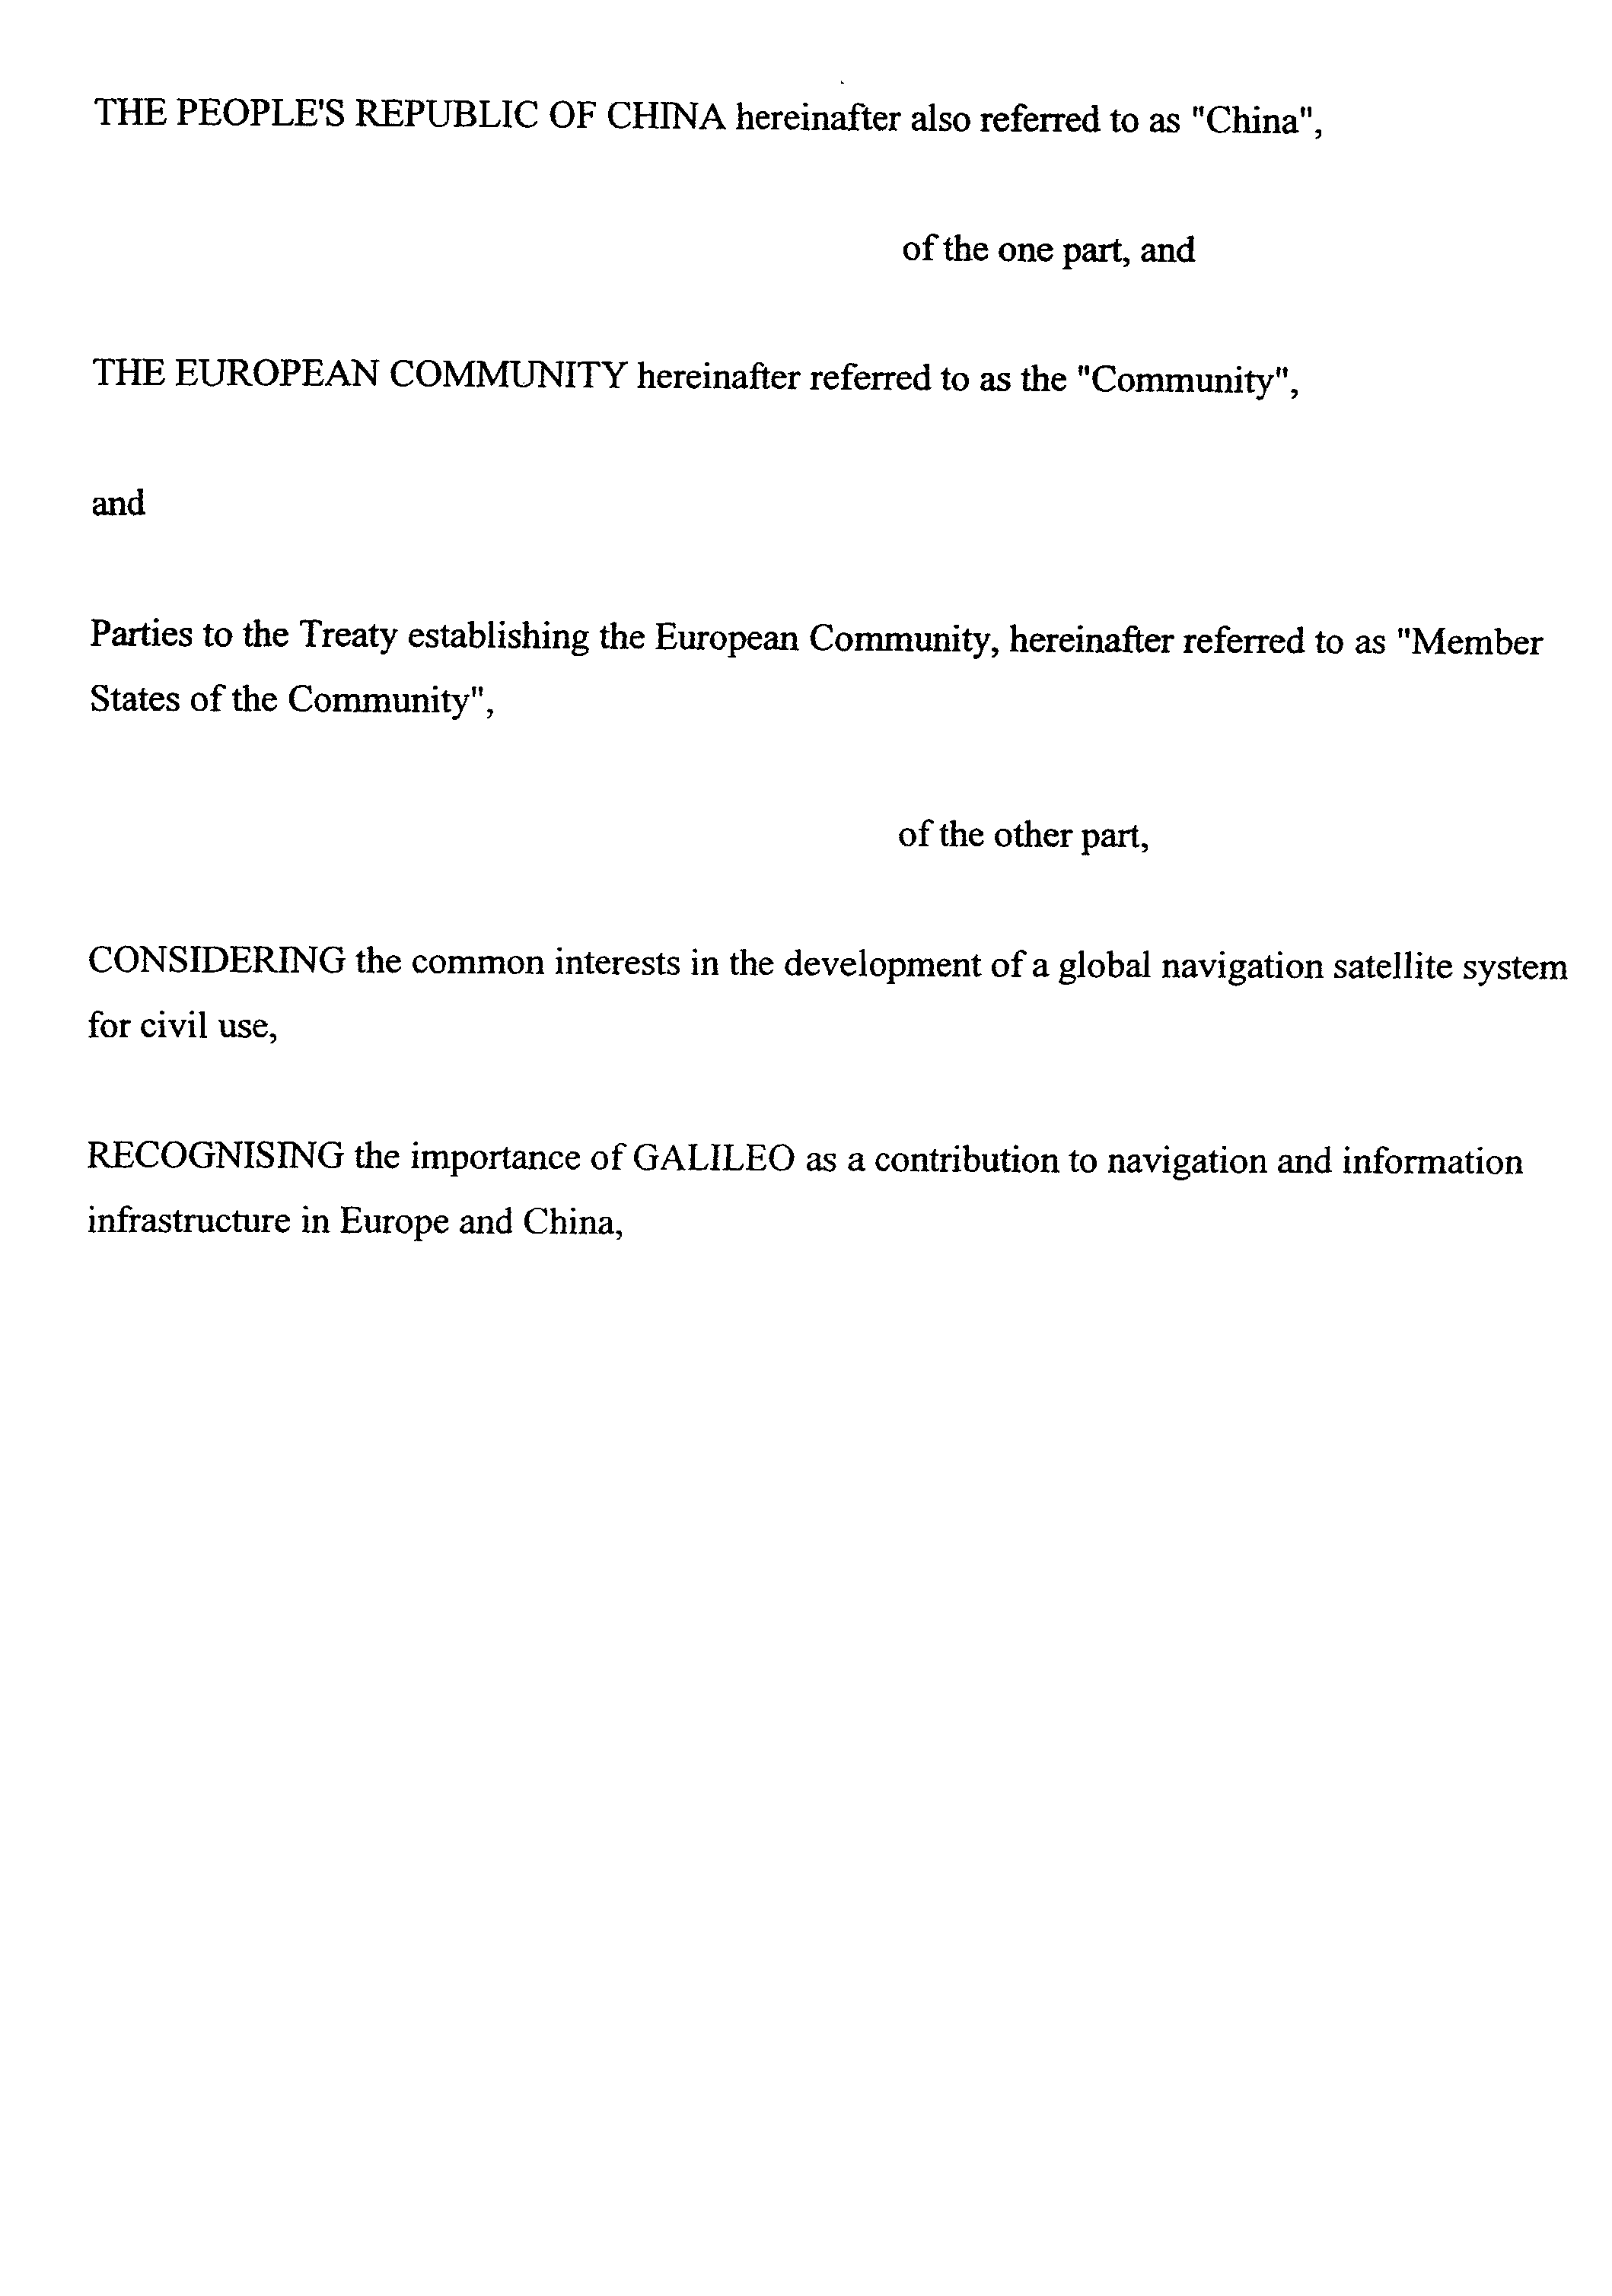 THE PEOPLE'S REPUBLIC OF CHINA hereinafter also referred to as "China",
of the one part, and
THE EUROPEAN COMMUNITY hereinafter referred to as the "Community",
and
Parties to the Treaty establishing the European Community, hereinafter referred to as "Member
States of the Community",
of the other part,
CONSIDERING the common interests in the development of a global navigation satellite system
for civil use,
RECOGNISING the importance of GALILEO as a contribution to navigation and information
infrastructure in Europe and China,